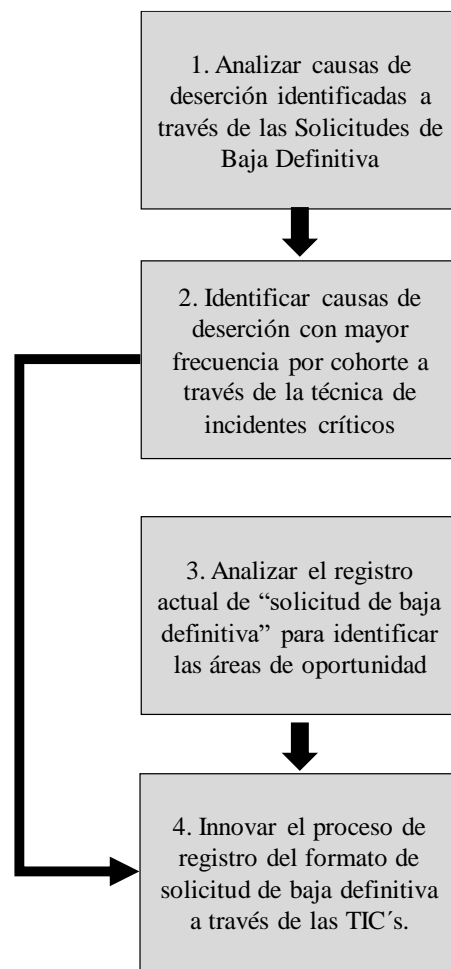 1. Analizar causas de
deserción identificadas a
través de las Solicitudes de
Baja Definitiva
2. Identificar causas de
deserción con mayor
frecuencia por cohorte a
través de la técnica de
incidentes críticos
3. Analizar el registro
actual de “solicitud de baja
definitiva” para identificar
las áreas de oportunidad
4. Innovar el proceso de
registro del formato de
solicitud de baja definitiva
a través de las TIC´s.